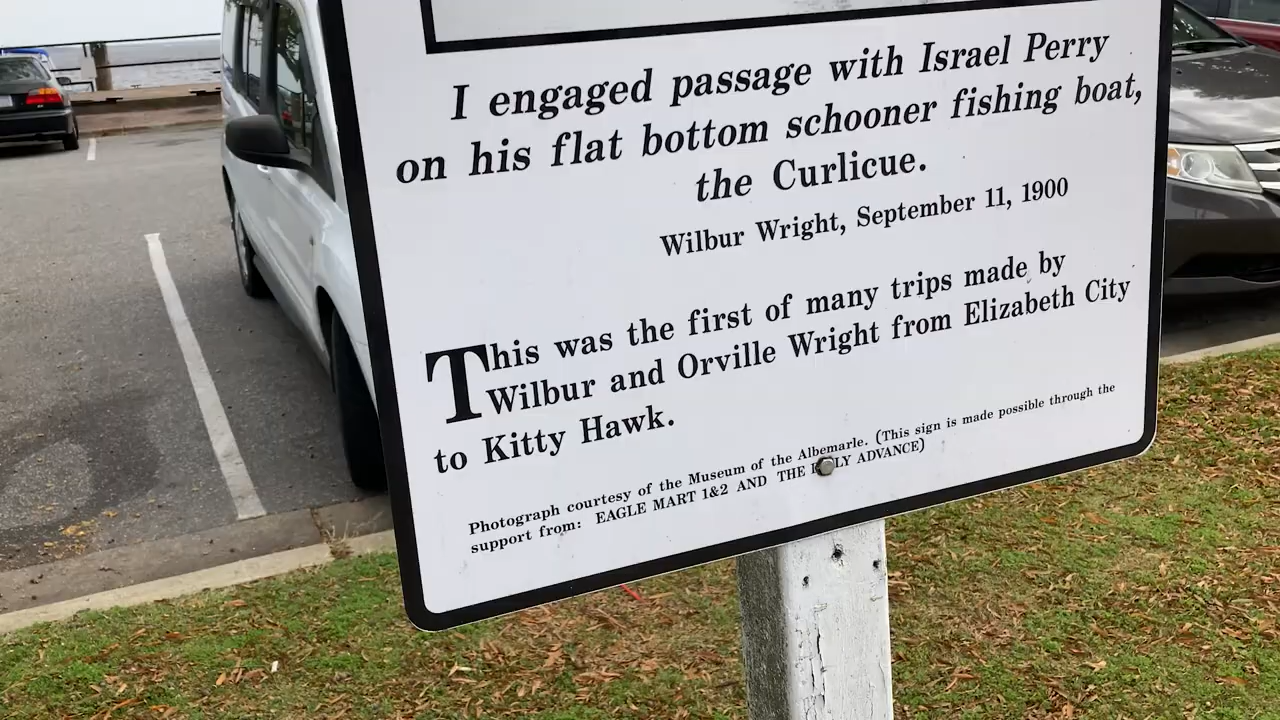 I engaged passage with Israel Perry
on his flat bottom schooner fishing boat,
the Curlicue.
Wilbur Wright, September 11, 1900
This was the first of many trips made by
Wilbur and Orville Wright from Elizabeth City
to Kitty Hawk.
Photograph courtesy of the Museum of the Albemarle. (This sign is made possible through the
support from: EAGLE MART 1&2 AND THE ADVANCE)